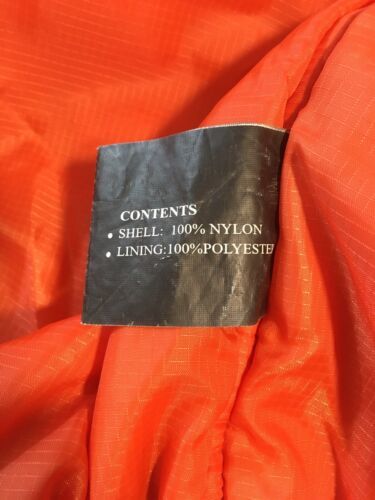 CONTENTS
• SHELL: 100% NYLON
• LINING:100%POLYESTER